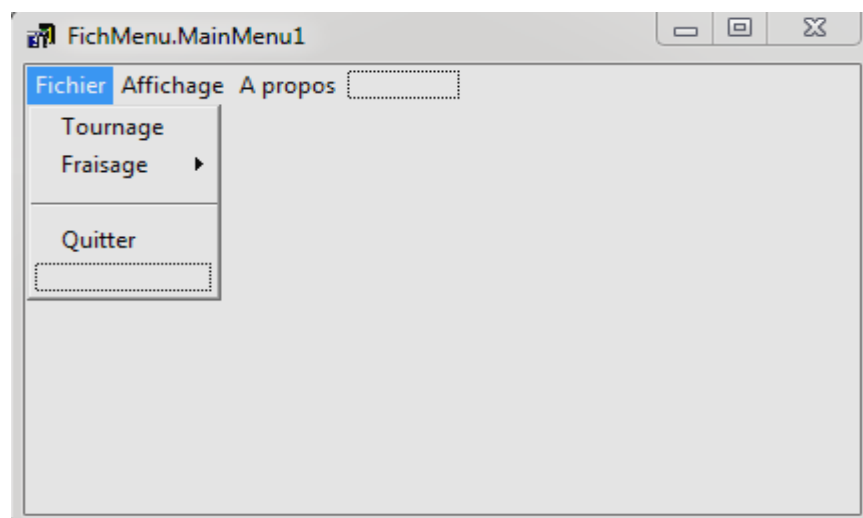 FichMenu.MainMenu1
Fichier Affichage A propos
Tournage
Fraisage
Quitter